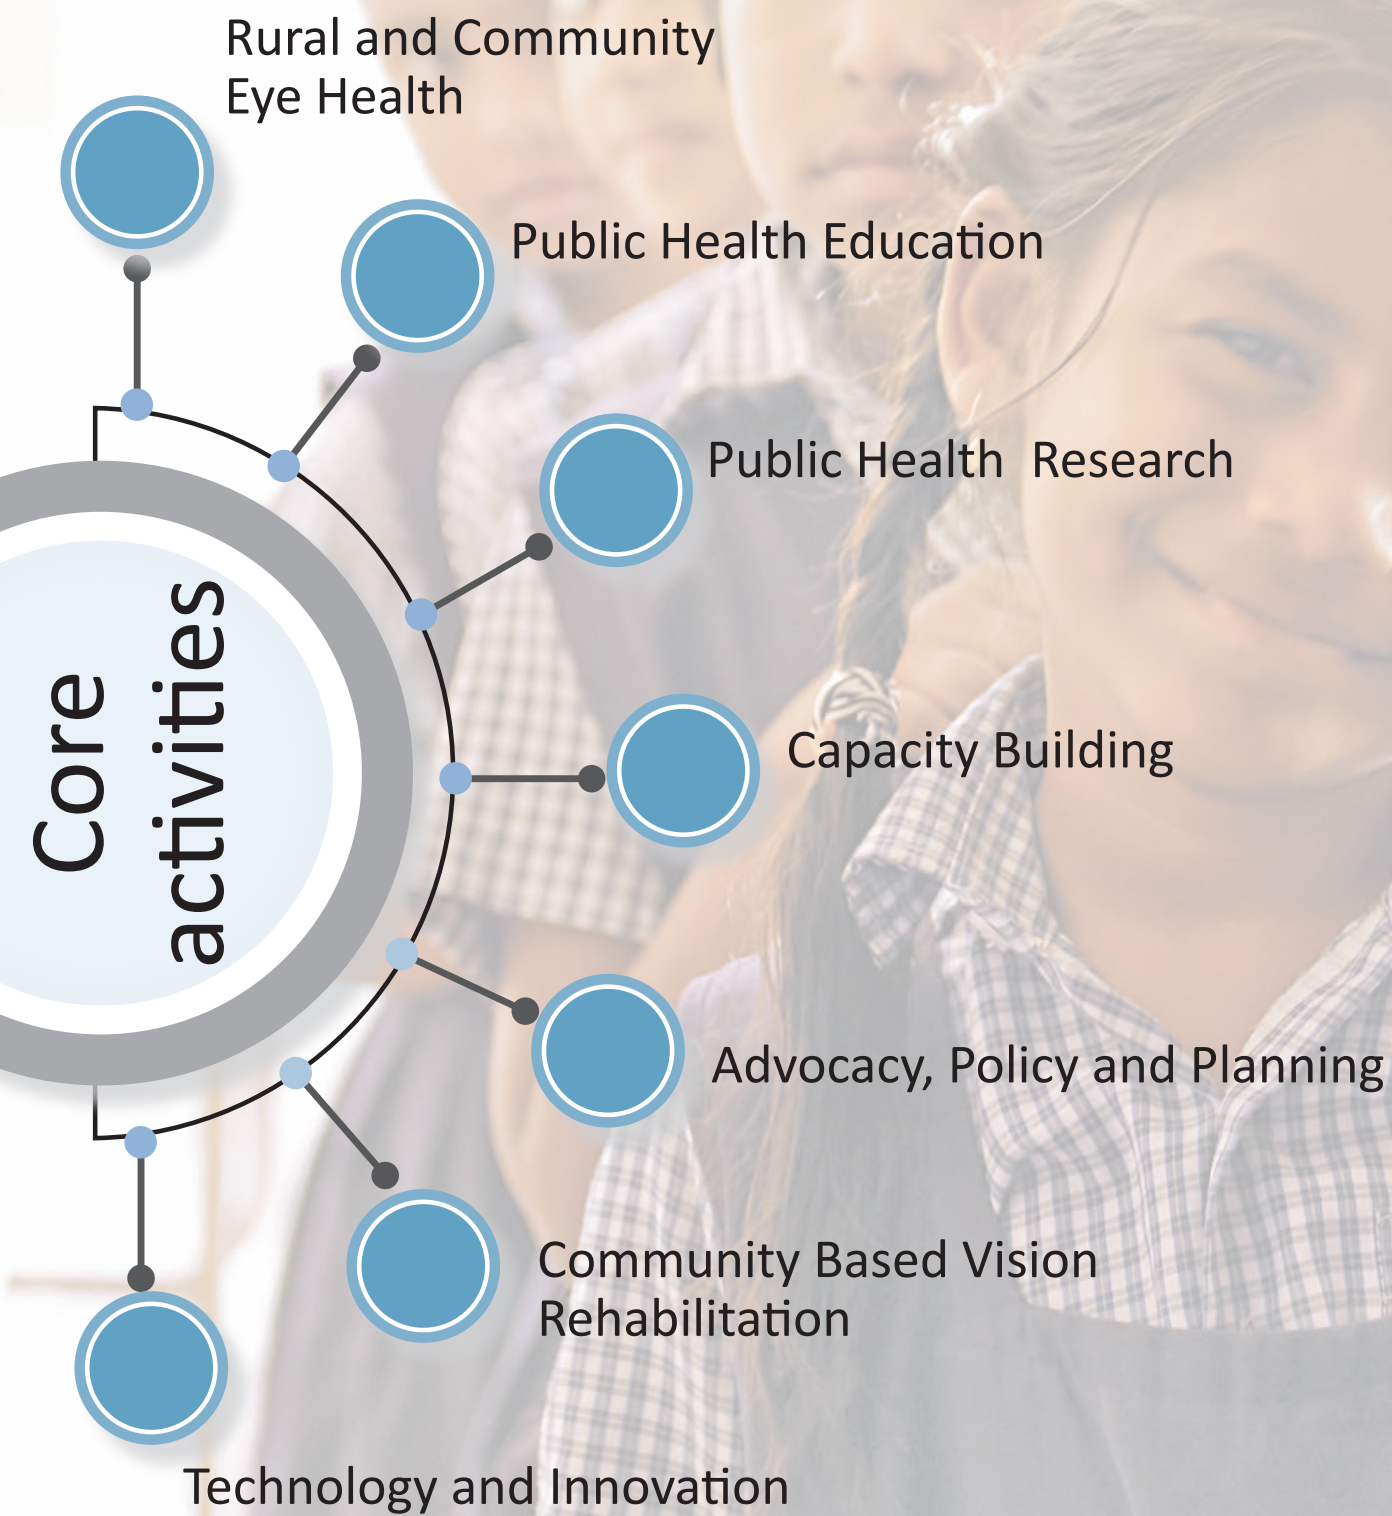 Rural and Community
Eye Health
Public Health Education
Public Health Research
Core
activities
Capacity Building
Advocacy, Policy and Planning
Community Based Vision
Rehabilitation
Technology and Innovation